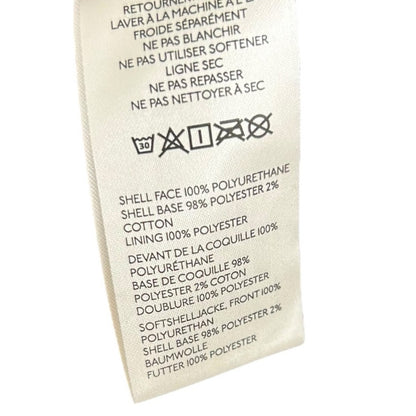 RETOURNER
LAVER À LA MACHINE À L'E
FROIDE SÉPARÉMENT
NE PAS BLANCHIR
NE PAS UTILISER SOFTENER
LIGNE SEC
NE PAS REPASSER
NE PAS NETTOYER À SEC
30
SHELL FACE 100% POLYURETHANE
SHELL BASE 98% POLYESTER 2%
COTTON
LINING 100% POLYESTER
DEVANT DE LA COQUILLE 100%
POLYURÉTHANE
BASE DE COQUILLE 98%
POLYESTER 2% COTON
DOUBLURE 100% POLYESTER
SOFTSHELLJACKE, FRONT 100%
POLYURETHAN
SHELL BASE 98% POLYESTER 2%
BAUMWOLLE
FUTTER 100% POLYESTER